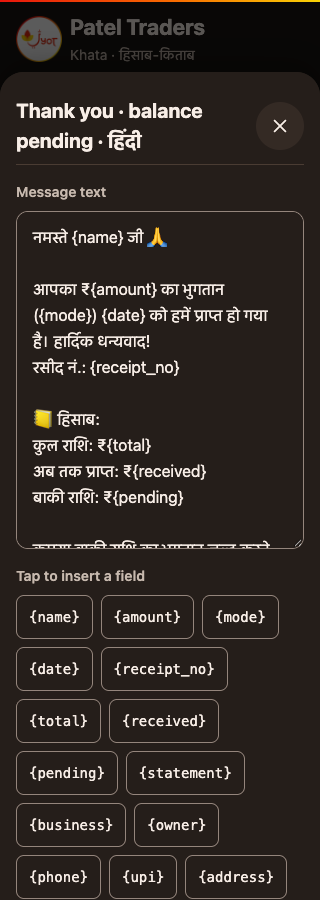 Jyot
Patel Traders
Khata · हिसाब-किताब
Thank you · balance
pending · हिंदी
Message text
नमस्ते {name} जी 🙏
आपका ₹{amount} का भुगतान
({mode}) {date} को हमें प्राप्त हो गया
है। हार्दिक धन्यवाद!
रसीद नं.: {receipt_no}
📒 हिसाब:
कुल राशि: ₹{total}
अब तक प्राप्त: ₹{received}
बाकी राशि: ₹{pending}
Tap to insert a field
{name} {amount} {mode}
{date} {receipt_no}
{total} {received}
{pending} {statement}
{business} {owner}
{phone} {upi} {address}